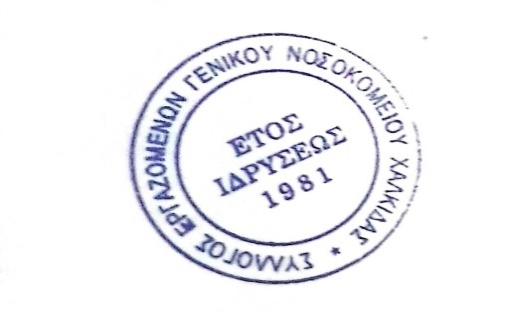 ΣΥΛΛΟΓΟΣ ΕΡΓΑΖΟΜΕΝΩΝ ΓΕΝΙΚΟΥ ΝΟΣΟΚΟΜΕΙΟΥ ΧΑΛΚΙΔΑΣ *
ΕΤΟΣ
ΙΔΡΥΣΕΩΣ
1981